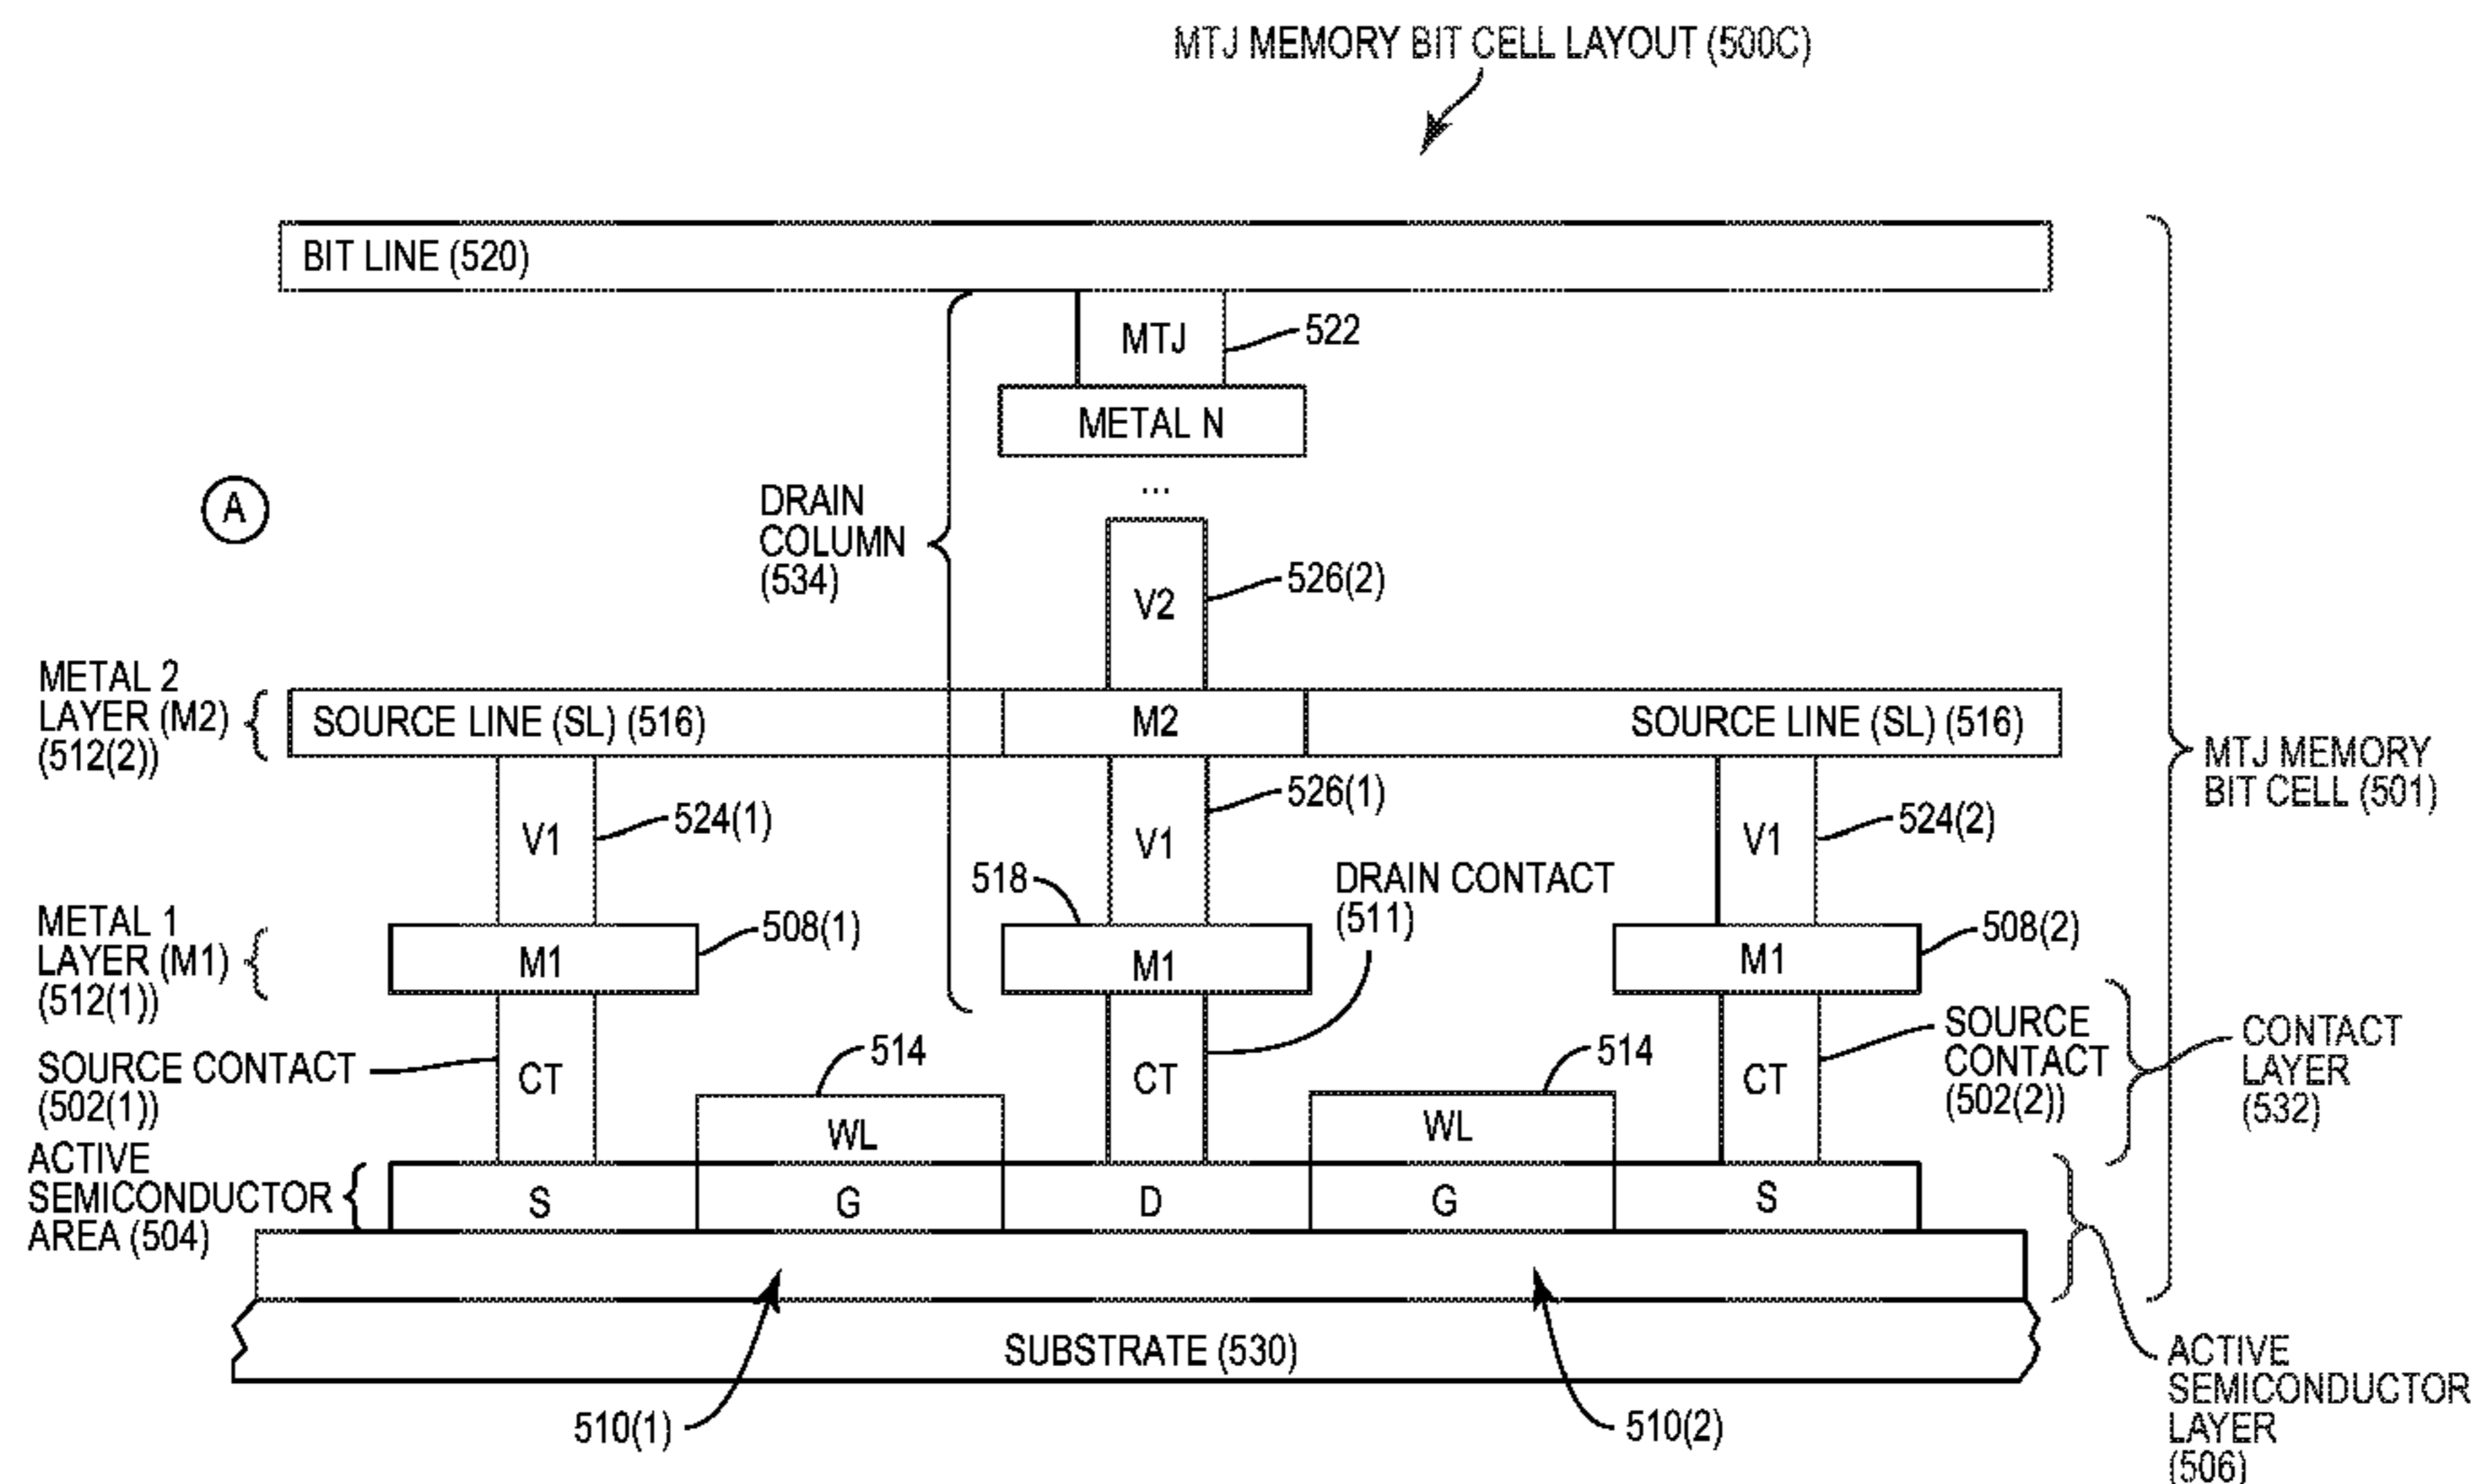 MTJ MEMORY BIT CELL LAYOUT (500C)
BIT LINE (520)
MTJ
522
METAL N
A
DRAIN
COLUMN
(534)
...
V2
526(2)
METAL 2
LAYER (M2)
(512(2))
SOURCE LINE (SL) (516)
M2
SOURCE LINE (SL) (516)
MTJ MEMORY
BIT CELL (501)
V1
524(1)
V1
526(1)
V1
524(2)
518
DRAIN CONTACT
(511)
METAL 1
LAYER (M1)
(512(1))
M1
508(1)
M1
M1
508(2)
SOURCE CONTACT
(502(1))
CT
514
CT
514
CT
SOURCE
CONTACT
(502(2))
CONTACT
LAYER
(532)
WL
WL
ACTIVE
SEMICONDUCTOR
AREA (504)
S
G
D
G
S
SUBSTRATE (530)
510(1)
510(2)
ACTIVE
SEMICONDUCTOR
LAYER
(506)